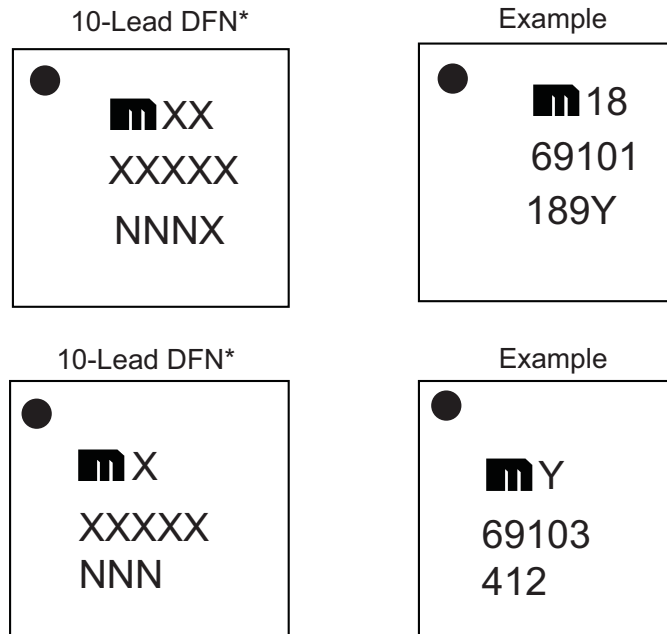 10-Lead DFN*
Example
m XX
XXXXX
NNNX
m 18
69101
189Y
10-Lead DFN*
Example
m X
XXXXX
NNN
m Y
69103
412